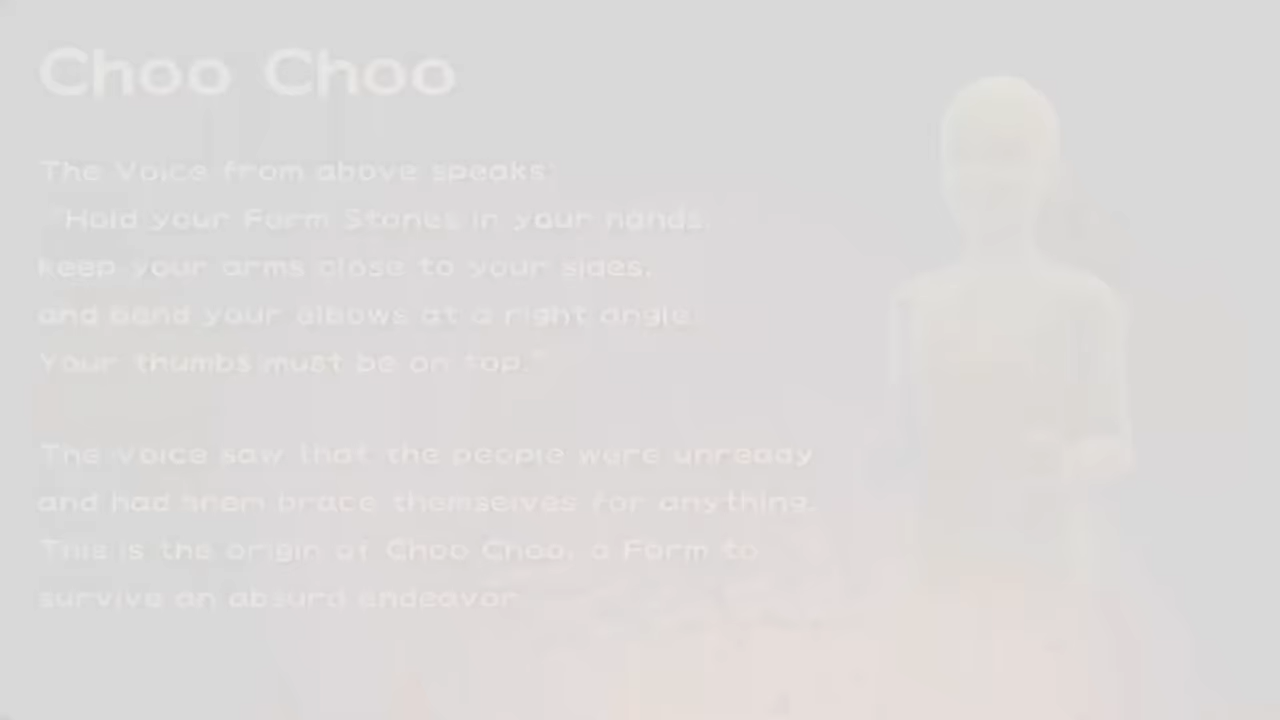 Choo Choo
The Voice from above speaks:
"Hold your Form Stones in your hands,
keep your arms close to your sides,
and bend your elbows at a right angle.
Your thumbs must be on top."
The Voice saw that the people were unready
and had them brace themselves for anything.
This is the origin of Choo Choo, a Form to
survive an absurd endeavor.